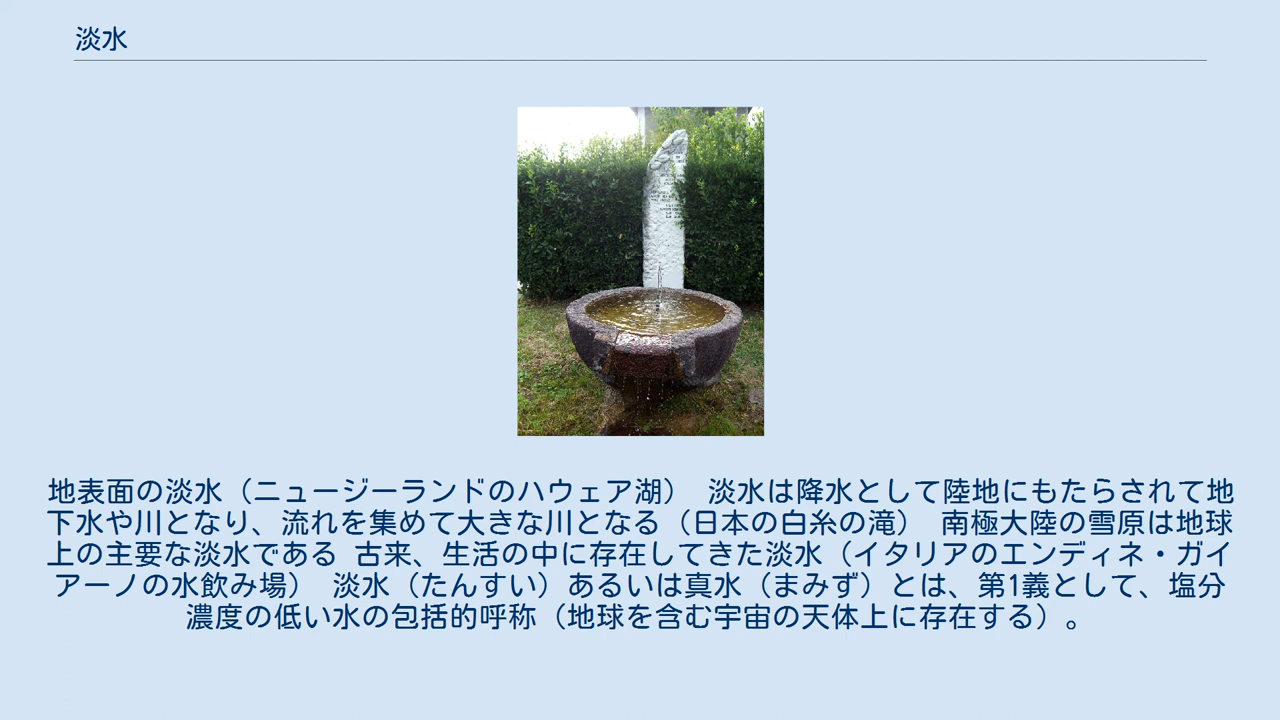 淡水
地表面の淡水（ニュージーランドのハウェア湖） 淡水は降水として陸地にもたらされて地
下水や川となり、流れを集めて大きな川となる（日本の白糸の滝） 南極大陸の雪原は地球
上の主要な淡水である 古来、生活の中に存在してきた淡水（イタリアのエンディネ・ガイ
アーノの水飲み場） 淡水（たんすい）あるいは真水（まみず）とは、第1義として、塩分
濃度の低い水の包括的呼称（地球を含む宇宙の天体上に存在する）。